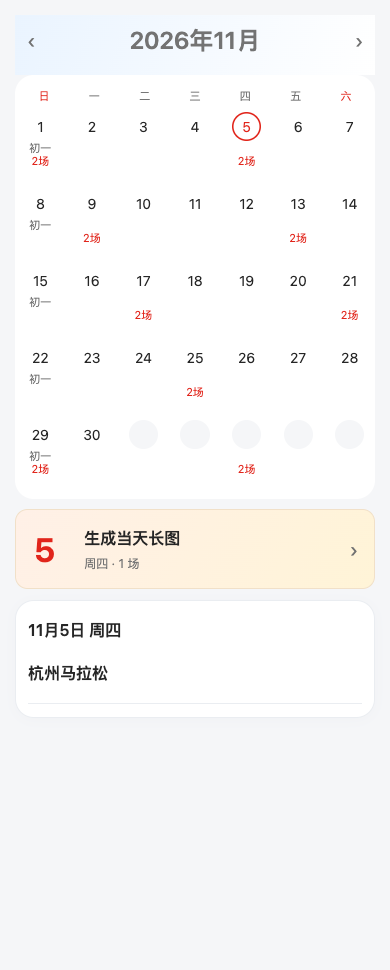 ‹ 2026年11月 ›
日 一 二 三 四 五 六
1 2 3 4 5 6 7
初一
2场 2场
8 9 10 11 12 13 14
初一
2场 2场
15 16 17 18 19 20 21
初一
2场 2场
22 23 24 25 26 27 28
初一
2场
29 30
初一
2场 2场
5 生成当天长图 ›
周四 · 1 场
11月5日 周四
杭州马拉松